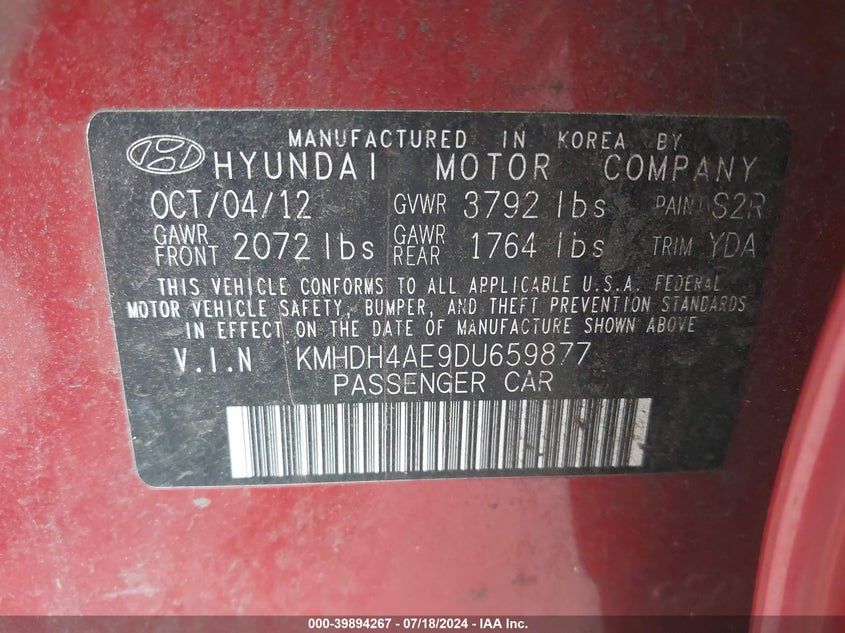 MANUFACTURED IN KOREA BY
HYUNDAI MOTOR COMPANY
OCT/04/12 GVWR 3792 lbs PAINT S2R
GAWR FRONT 2072 lbs GAWR REAR 1764 lbs TRIM YDA
THIS VEHICLE CONFORMS TO ALL APPLICABLE U.S.A. FEDERAL
MOTOR VEHICLE SAFETY, BUMPER, AND THEFT PREVENTION STANDARDS
IN EFFECT ON THE DATE OF MANUFACTURE SHOWN ABOVE
V.I.N KMHDH4AE9DU659877
PASSENGER CAR
000-39894267 - 07/18/2024 - IAA Inc.